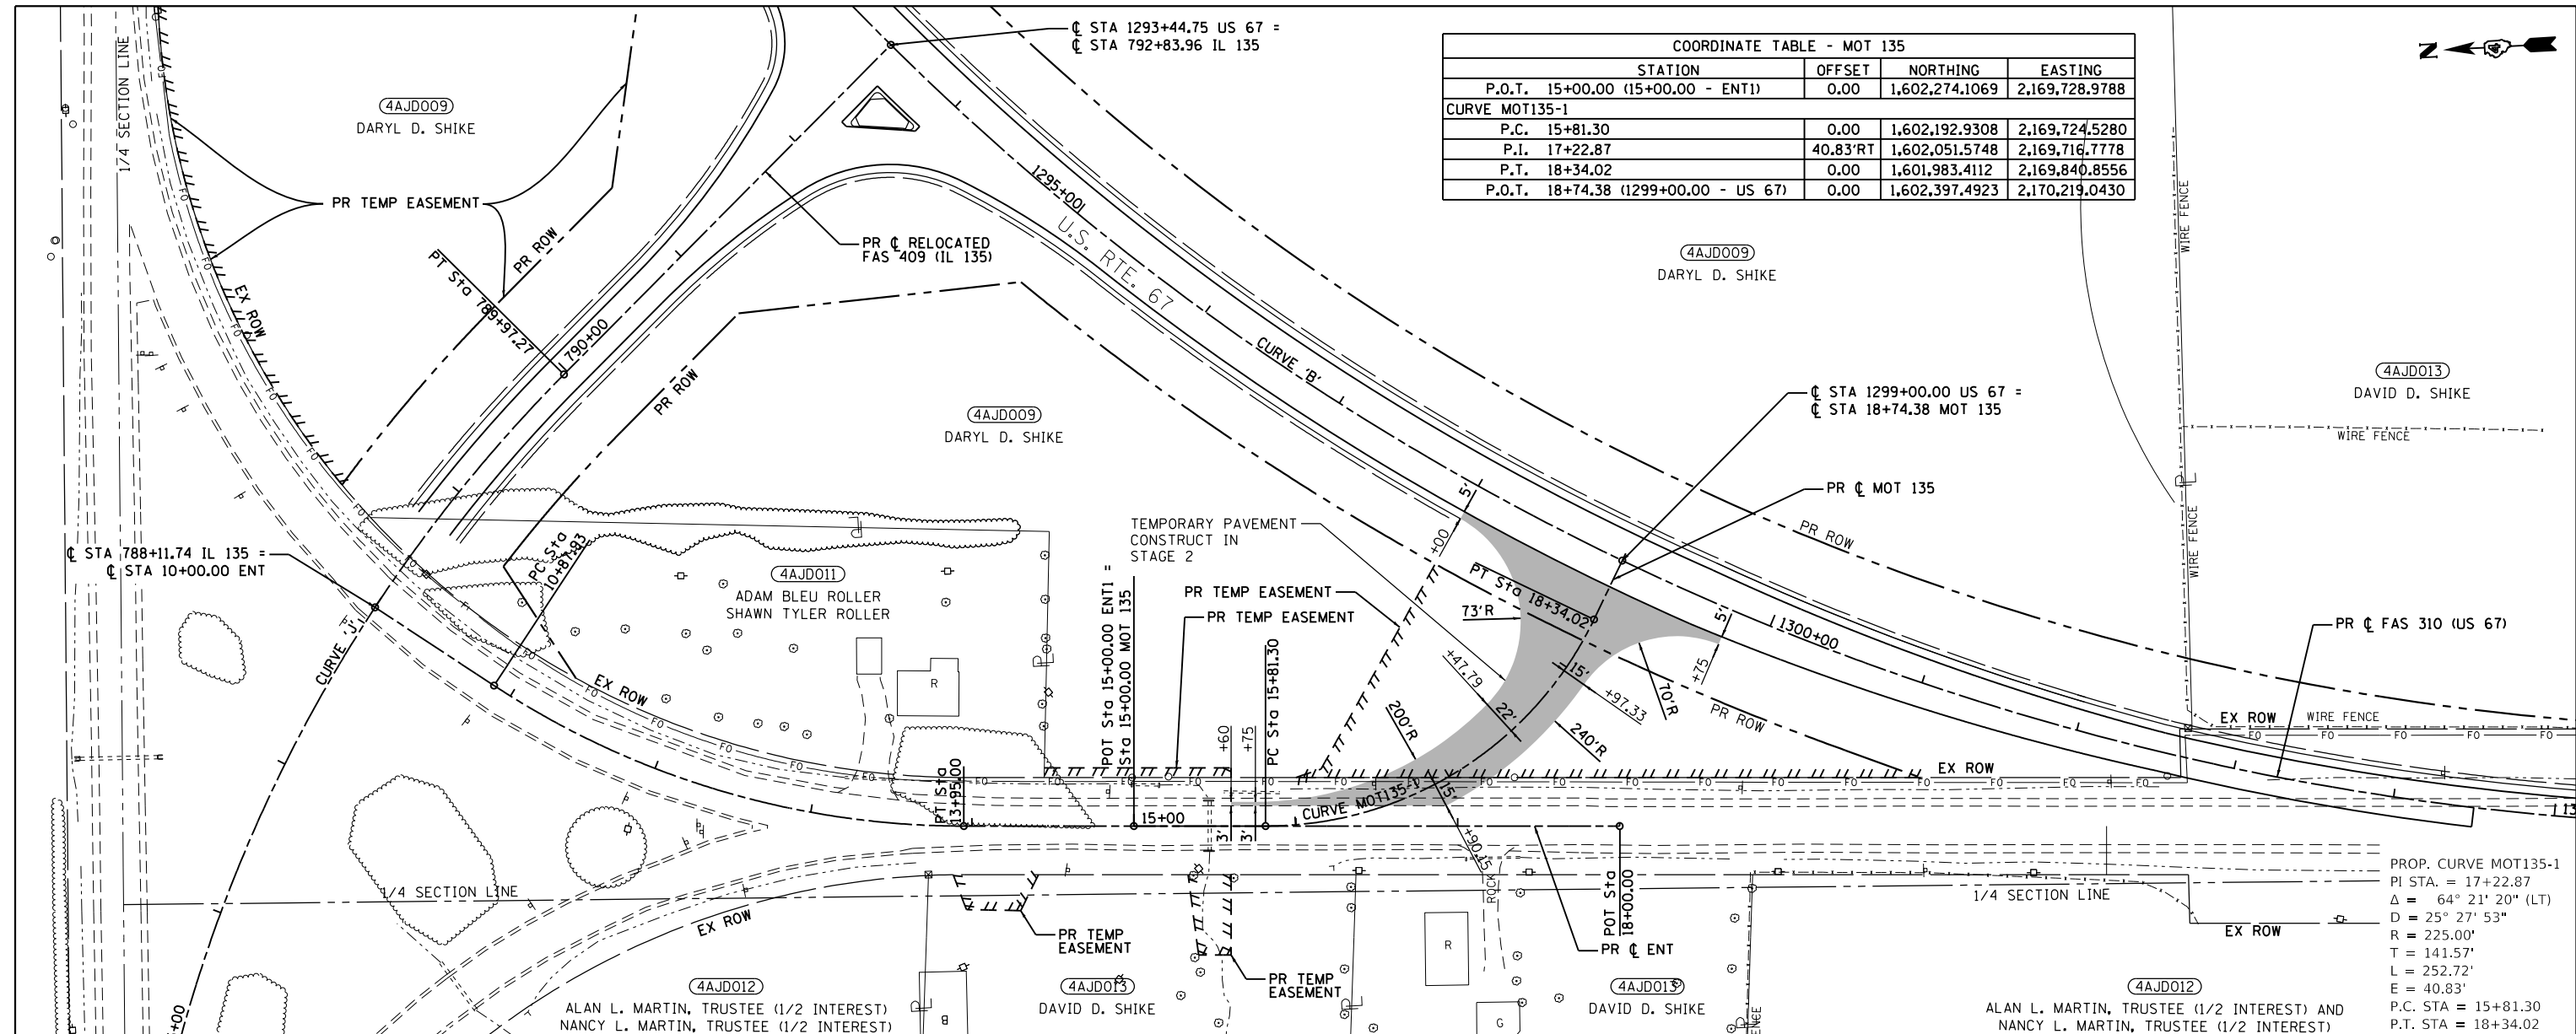 ℄ STA 1293+44.75 US 67 =
℄ STA 792+83.96 IL 135
COORDINATE TABLE - MOT 135
STATION OFFSET NORTHING EASTING
P.O.T. 15+00.00 (15+00.00 - ENT1) 0.00 1,602,274.1069 2,169,728.9788
CURVE MOT135-1
P.C. 15+81.30 0.00 1,602,192.9308 2,169,724.5280
P.I. 17+22.87 40.83'RT 1,602,051.5748 2,169,716.7778
P.T. 18+34.02 0.00 1,601,983.4112 2,169,840.8556
P.O.T. 18+74.38 (1299+00.00 - US 67) 0.00 1,602,397.4923 2,170,219.0430
N
1/4 SECTION LINE
4AJD009
DARYL D. SHIKE
PR TEMP EASEMENT
PR ROW
EX ROW
PT Sta 789+97.27
790+00
PR ℄ RELOCATED
FAS 409 (IL 135)
PR ROW
1295+00
U.S. RTE. 67
CURVE 'B'
4AJD009
DARYL D. SHIKE
4AJD009
DARYL D. SHIKE
WIRE FENCE
WIRE FENCE
WIRE FENCE
4AJD013
DAVID D. SHIKE
℄ STA 1299+00.00 US 67 =
℄ STA 18+74.38 MOT 135
PR ℄ MOT 135
PR ROW
℄ STA 788+11.74 IL 135 =
℄ STA 10+00.00 ENT
PC Sta
10+87.93
CURVE 'J'
4AJD011
ADAM BLEU ROLLER
SHAWN TYLER ROLLER
R
EX ROW
TEMPORARY PAVEMENT
CONSTRUCT IN
STAGE 2
PR TEMP EASEMENT
PR TEMP EASEMENT
POT Sta 15+00.00 ENT1 =
Sta 15+00.00 MOT 135
+60
+75
PC Sta 15+81.30
PT Sta
13+95.00
15+00
3'
3'
CURVE MOT135-1
+00
5'
PT Sta 18+34.02
73'R
+47.79
22'
15'
+97.33
70'R
+75
5'
200'R
240'R
15'
+90.15
PR ROW
1300+00
PR ℄ FAS 310 (US 67)
EX ROW
WIRE FENCE
EX ROW
FO FO FO FO FO
1/4 SECTION LINE
EX ROW
PR TEMP
EASEMENT
PR TEMP
EASEMENT
ROCK
R
G
B
POT Sta
18+00.00
PR ℄ ENT
1/4 SECTION LINE
EX ROW
4AJD012
ALAN L. MARTIN, TRUSTEE (1/2 INTEREST)
NANCY L. MARTIN, TRUSTEE (1/2 INTEREST)
4AJD013
DAVID D. SHIKE
4AJD013
DAVID D. SHIKE
4AJD012
ALAN L. MARTIN, TRUSTEE (1/2 INTEREST) AND
NANCY L. MARTIN, TRUSTEE (1/2 INTEREST)
PROP. CURVE MOT135-1
PI STA. = 17+22.87
Δ = 64° 21' 20" (LT)
D = 25° 27' 53"
R = 225.00'
T = 141.57'
L = 252.72'
E = 40.83'
P.C. STA = 15+81.30
P.T. STA = 18+34.02